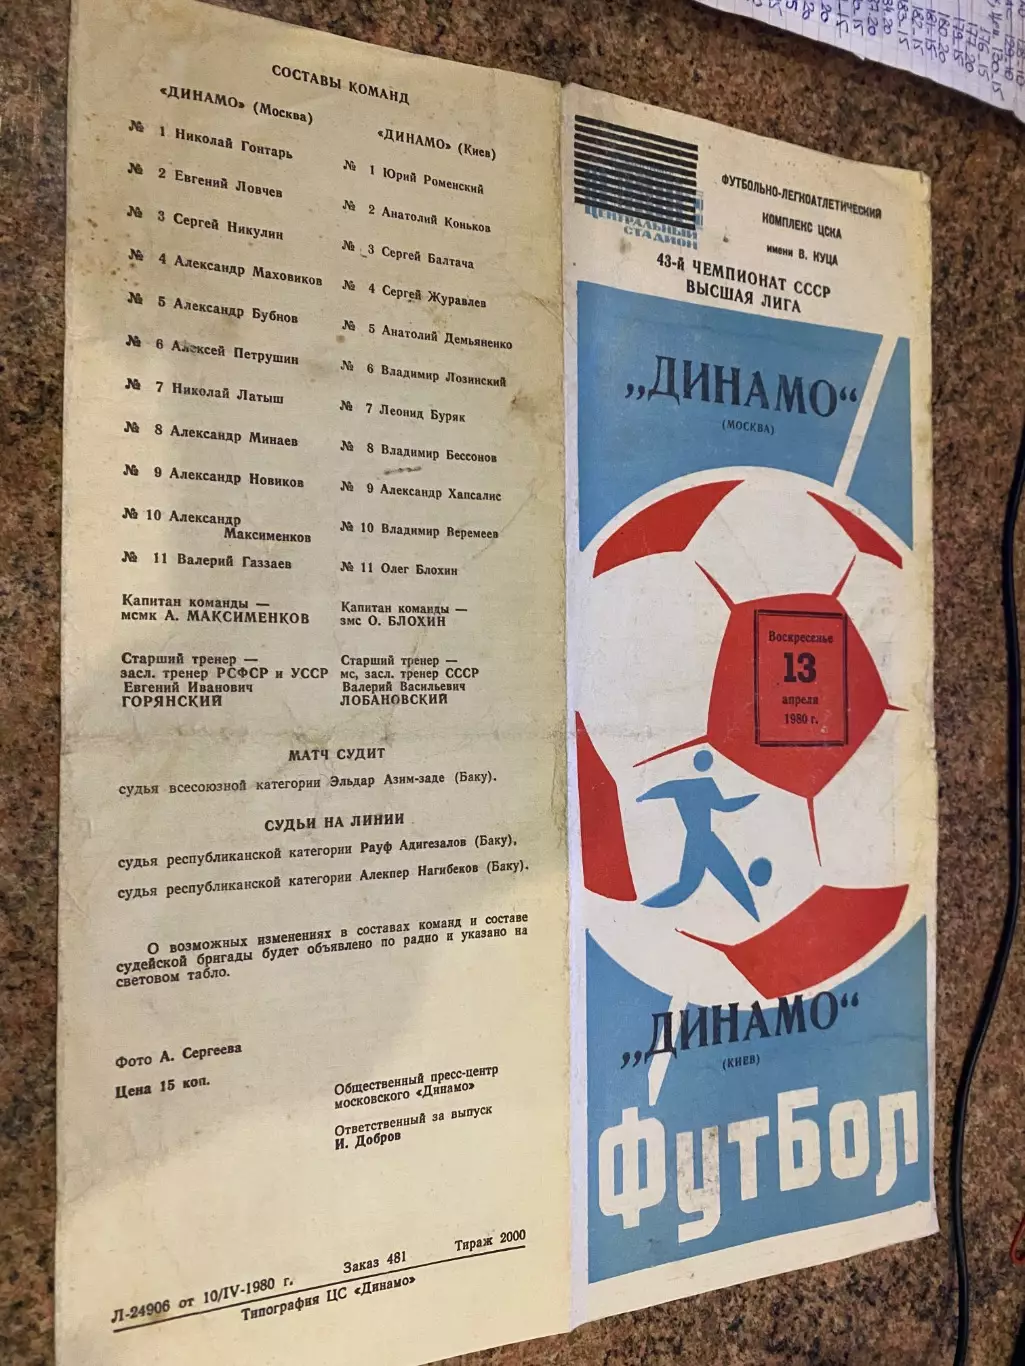 СОСТАВЫ КОМАНД
«ДИНАМО» (Москва)
№ 1 Николай Гонтарь
№ 2 Евгений Ловчев
№ 3 Сергей Никулин
№ 4 Александр Маховиков
№ 5 Александр Бубнов
№ 6 Алексей Петрушин
№ 7 Николай Латыш
№ 8 Александр Минаев
№ 9 Александр Новиков
№ 10 Александр
Максименков
№ 11 Валерий Газзаев
Капитан команды —
мсмк А. МАКСИМЕНКОВ
Старший тренер —
засл. тренер РСФСР и УССР
Евгений Иванович
ГОРЯНСКИЙ
«ДИНАМО» (Киев)
№ 1 Юрий Роменский
№ 2 Анатолий Коньков
№ 3 Сергей Балтача
№ 4 Сергей Журавлев
№ 5 Анатолий Демьяненко
№ 6 Владимир Лозинский
№ 7 Леонид Буряк
№ 8 Владимир Бессонов
№ 9 Александр Хапсалис
№ 10 Владимир Веремеев
№ 11 Олег Блохин
Капитан команды —
змс О. БЛОХИН
Старший тренер —
мс, засл. тренер СССР
Валерий Васильевич
ЛОБАНОВСКИЙ
МАТЧ СУДИТ
судья всесоюзной категории Эльдар Азим-заде (Баку).
СУДЬИ НА ЛИНИИ
судья республиканской категории Рауф Адигезалов (Баку),
судья республиканской категории Алекпер Нагибеков (Баку).
О возможных изменениях в составах команд и составе
судейской бригады будет объявлено по радио и указано на
световом табло.
Фото А. Сергеева
Цена 15 коп.
Общественный пресс-центр
московского «Динамо»
Ответственный за выпуск
И. Добров
Л-24906 от 10/IV-1980 г. Заказ 481 Тираж 2000
Типография ЦС «Динамо»
ЦЕНТРАЛЬНЫЙ
СТАДИОН
ФУТБОЛЬНО-ЛЕГКОАТЛЕТИЧЕСКИЙ
КОМПЛЕКС ЦСКА
имени В. КУЦА
43-й ЧЕМПИОНАТ СССР
ВЫСШАЯ ЛИГА
„ДИНАМО“
(МОСКВА)
Воскресенье
13
апреля
1980 г.
„ДИНАМО“
(КИЕВ)
Футбол